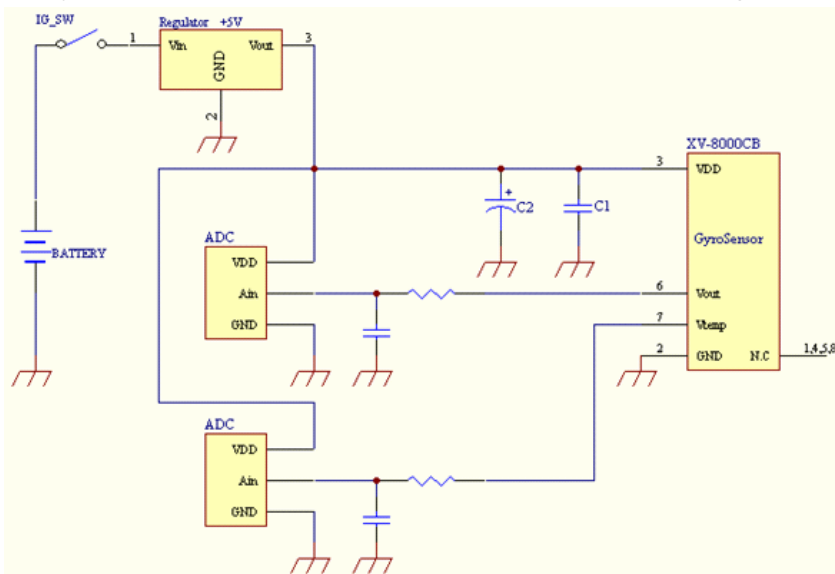 IG_SW
Regulator +5V
1
Vin
Vout
3
GND
2
XV-8000CB
3
VDD
+
C2
C1
GyroSensor
BATTERY
ADC
VDD
Ain
GND
6
Vout
7
Vtemp
2
GND
N.C
1,4,5,8
ADC
VDD
Ain
GND